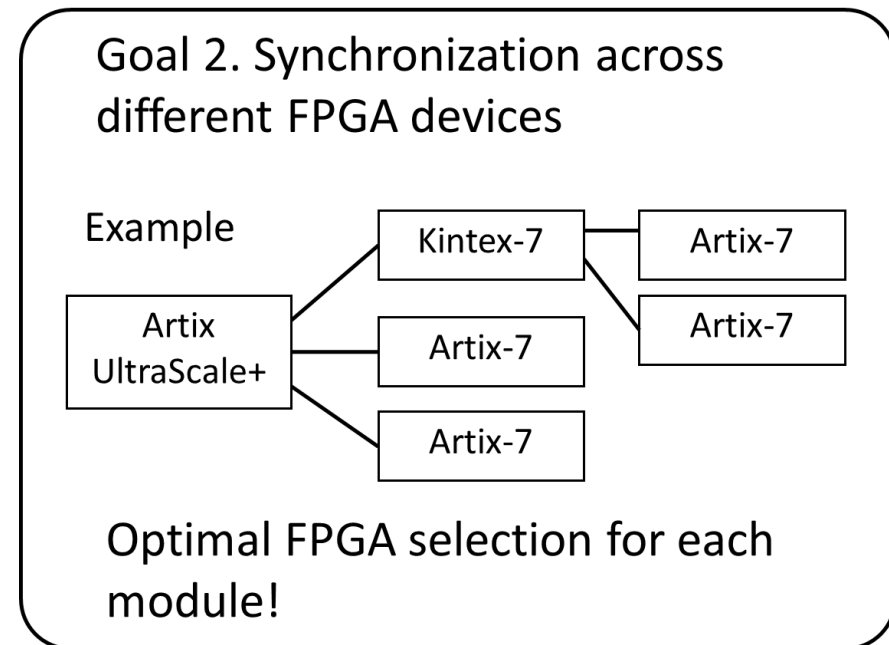 Goal 2. Synchronization across
different FPGA devices
Example
Artix
UltraScale+
Kintex-7
Artix-7
Artix-7
Artix-7
Artix-7
Optimal FPGA selection for each
module!